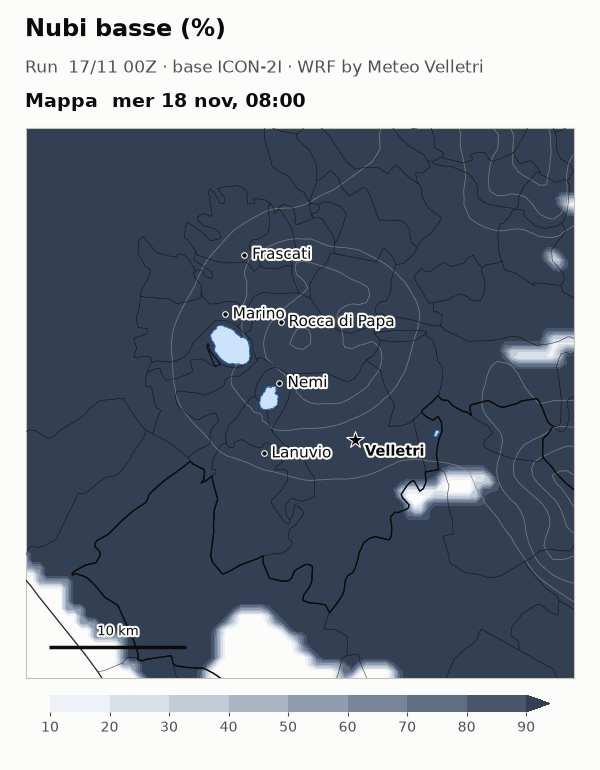 Nubi basse (%)
Run  17/11 00Z · base ICON-2I · WRF by Meteo Velletri
Mappa  mer 18 nov, 08:00
Frascati
Marino
Rocca di Papa
Nemi
Velletri
Lanuvio
10 km
10 20 30 40 50 60 70 80 90